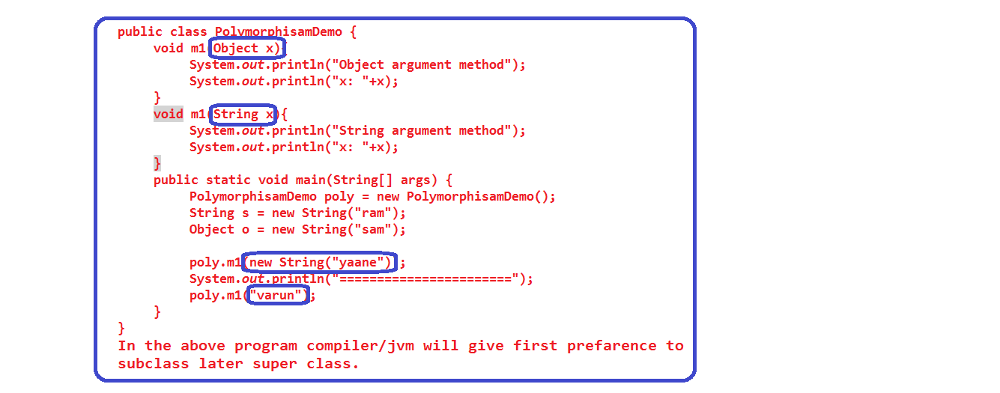 public class PolymorphisamDemo {
void m1(Object x){
System.out.println("Object argument method");
System.out.println("x: "+x);
}
void m1(String x){
System.out.println("String argument method");
System.out.println("x: "+x);
}
public static void main(String[] args) {
PolymorphisamDemo poly = new PolymorphisamDemo();
String s = new String("ram");
Object o = new String("sam");
poly.m1(new String("yaane");
System.out.println("=======================");
poly.m1("varun");
}
}
In the above program compiler/jvm will give first prefarence to
subclass later super class.